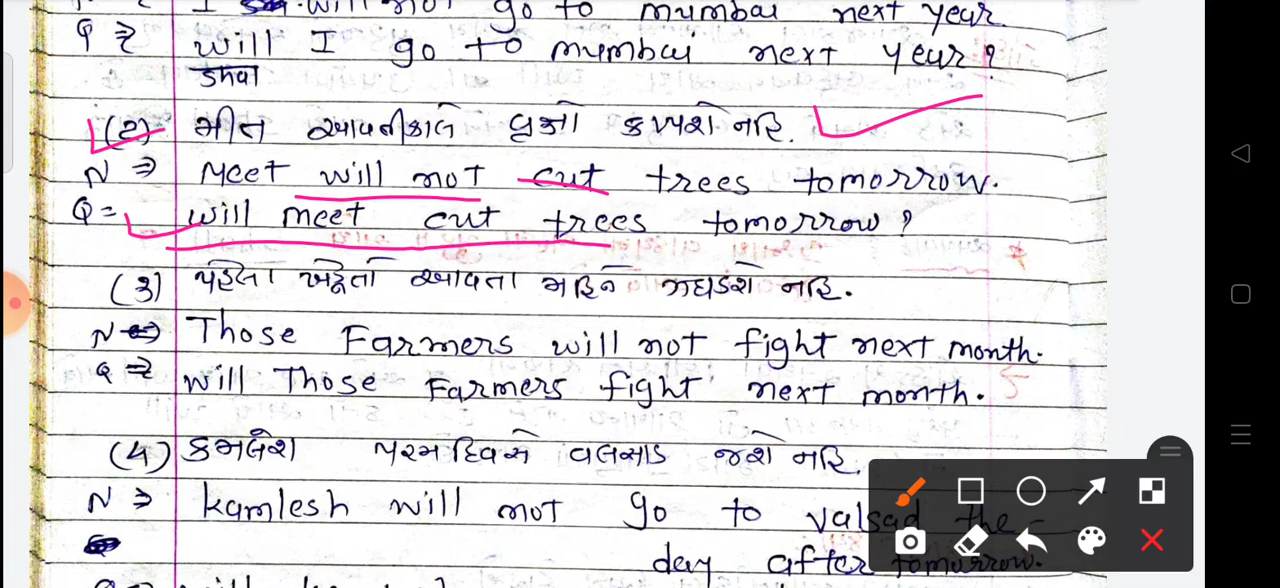 I will not go to mumbai next year
Q ⇒ will I go to mumbai next year?
shal
(2) મીત આવતીકાલે વૃક્ષો કાપશે નહિ.
N ⇒ Meet will not cut trees tomorrow.
Q = will meet cut trees tomorrow?
(3) પહેલા ખેડૂતો આવતા મહિને ઝઘડશે નહિ.
N ⇒ Those Farmers will not fight next month.
Q ⇒ will Those Farmers fight next month.
(4) કમલેશ પરમદિવસે વલસાડ જશે નહિ.
N ⇒ kamlesh will not go to valsad the
day after tomorrow.